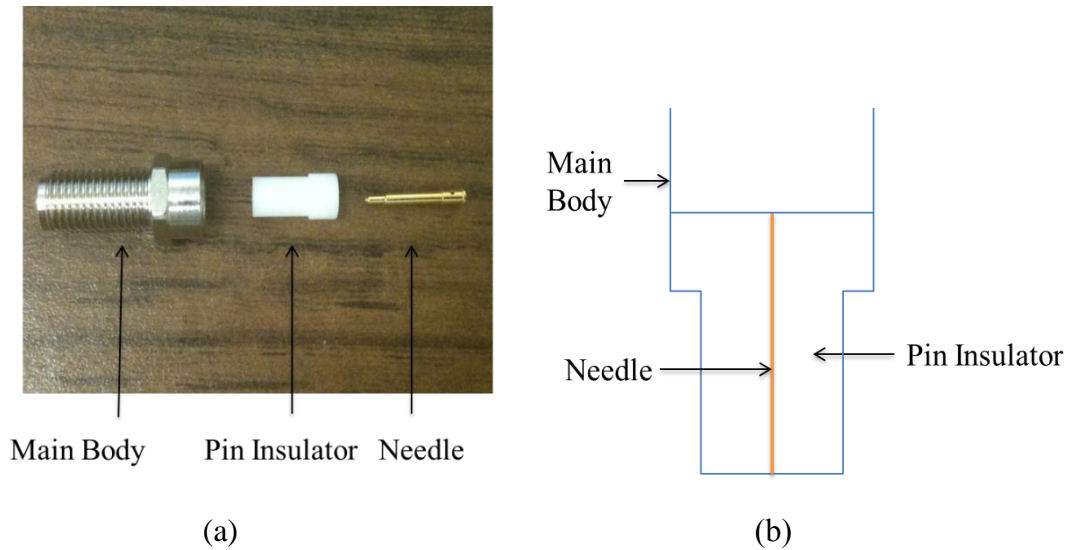 Main Body
Pin Insulator
Needle
(a)
Main
Body
Needle
Pin Insulator
(b)